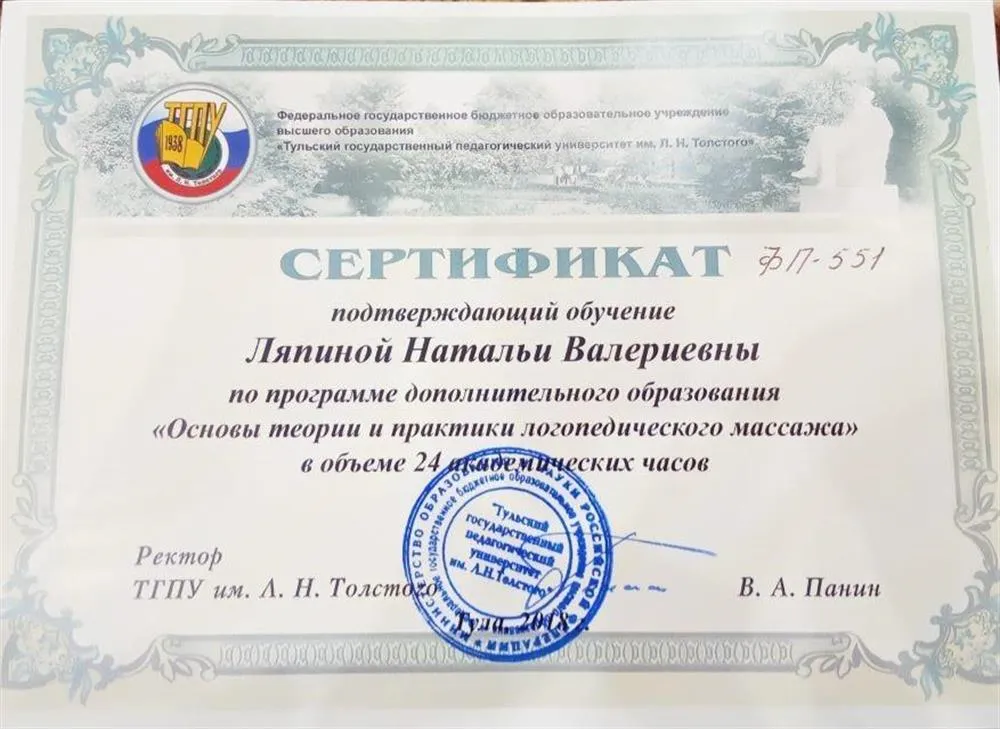 ТГПУ
1938
им. Л. Н. Толстого
Федеральное государственное бюджетное образовательное учреждение
высшего образования
«Тульский государственный педагогический университет им. Л. Н. Толстого»
СЕРТИФИКАТ ФП-551
подтверждающий обучение
Ляпиной Натальи Валериевны
по программе дополнительного образования
«Основы теории и практики логопедического массажа»
в объеме 24 академических часов
"Тульский
государственный
педагогический
университет
им. Л.Н.Толстого"
Ректор
ТГПУ им. Л. Н. Толстого
В. А. Панин
Тула, 2018 г.